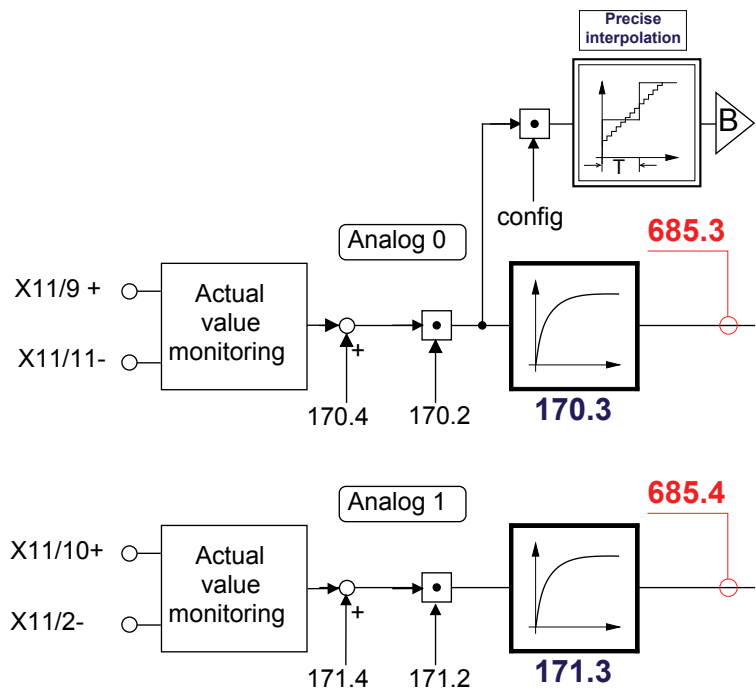 Precise
interpolation
B
T
config
Analog 0
685.3
X11/9 +
Actual
value
monitoring
X11/11-
+
170.4
170.2
170.3
Analog 1
685.4
X11/10+
Actual
value
monitoring
X11/2-
+
171.4
171.2
171.3